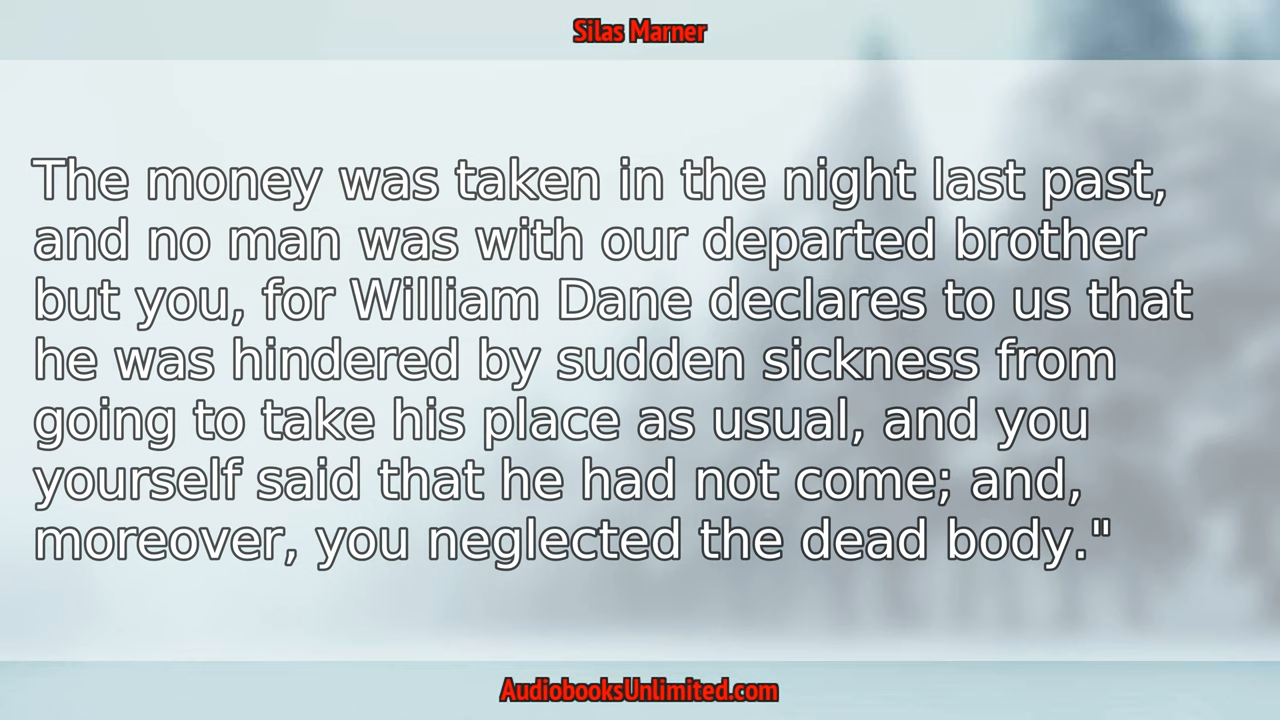 Silas Marner
The money was taken in the night last past,
and no man was with our departed brother
but you, for William Dane declares to us that
he was hindered by sudden sickness from
going to take his place as usual, and you
yourself said that he had not come; and,
moreover, you neglected the dead body."
AudiobooksUnlimited.com